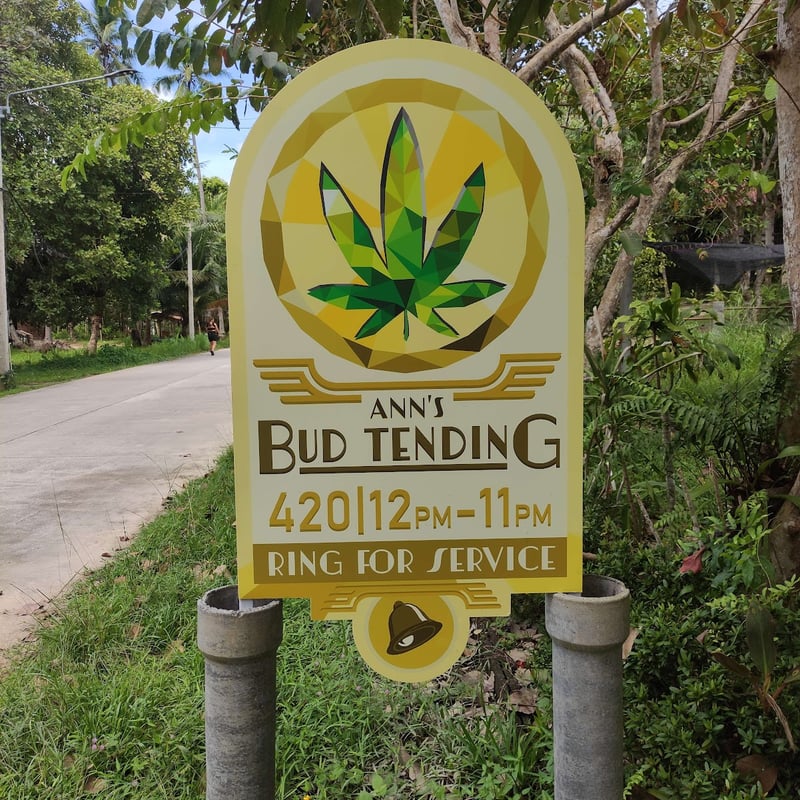 ANN'S
BUD TENDING
420|12PM-11PM
RING FOR SERVICE